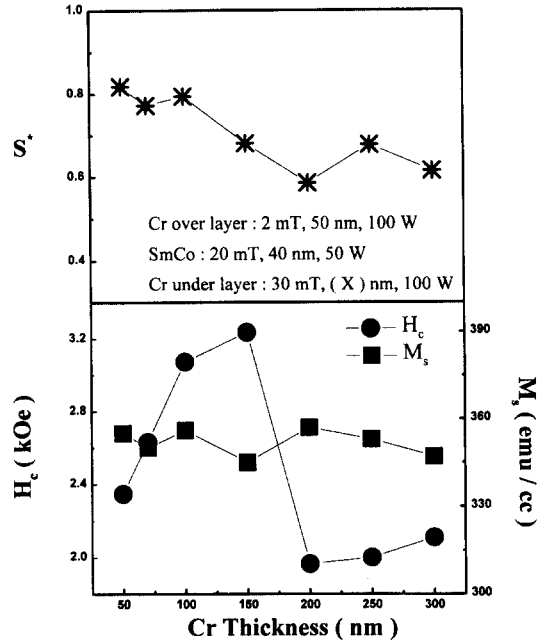 1.0
0.8
0.6
0.4
S*
Cr over layer : 2 mT, 50 nm, 100 W
SmCo : 20 mT, 40 nm, 50 W
Cr under layer : 30 mT, ( X ) nm, 100 W
3.2
2.8
2.4
2.0
H_c ( kOe)
H_c
M_s
390
360
330
300
M_s ( emu / cc)
50 100 150 200 250 300
Cr Thickness ( nm )